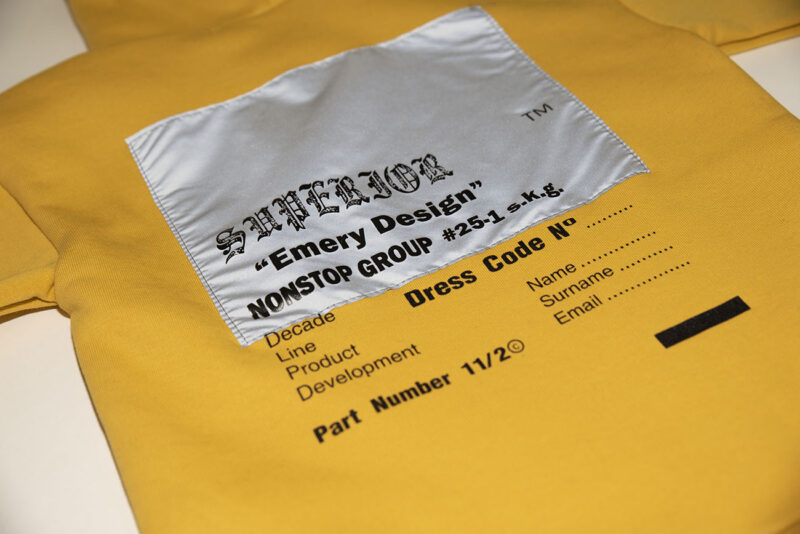 TM
SUPERIOR
“Emery Design”
NONSTOP GROUP #25-1 s.k.g.
Dress Code Nº ........
Decade
Line
Product
Development
Name ..............
Surname ..........
Email ...............
Part Number 11/2©